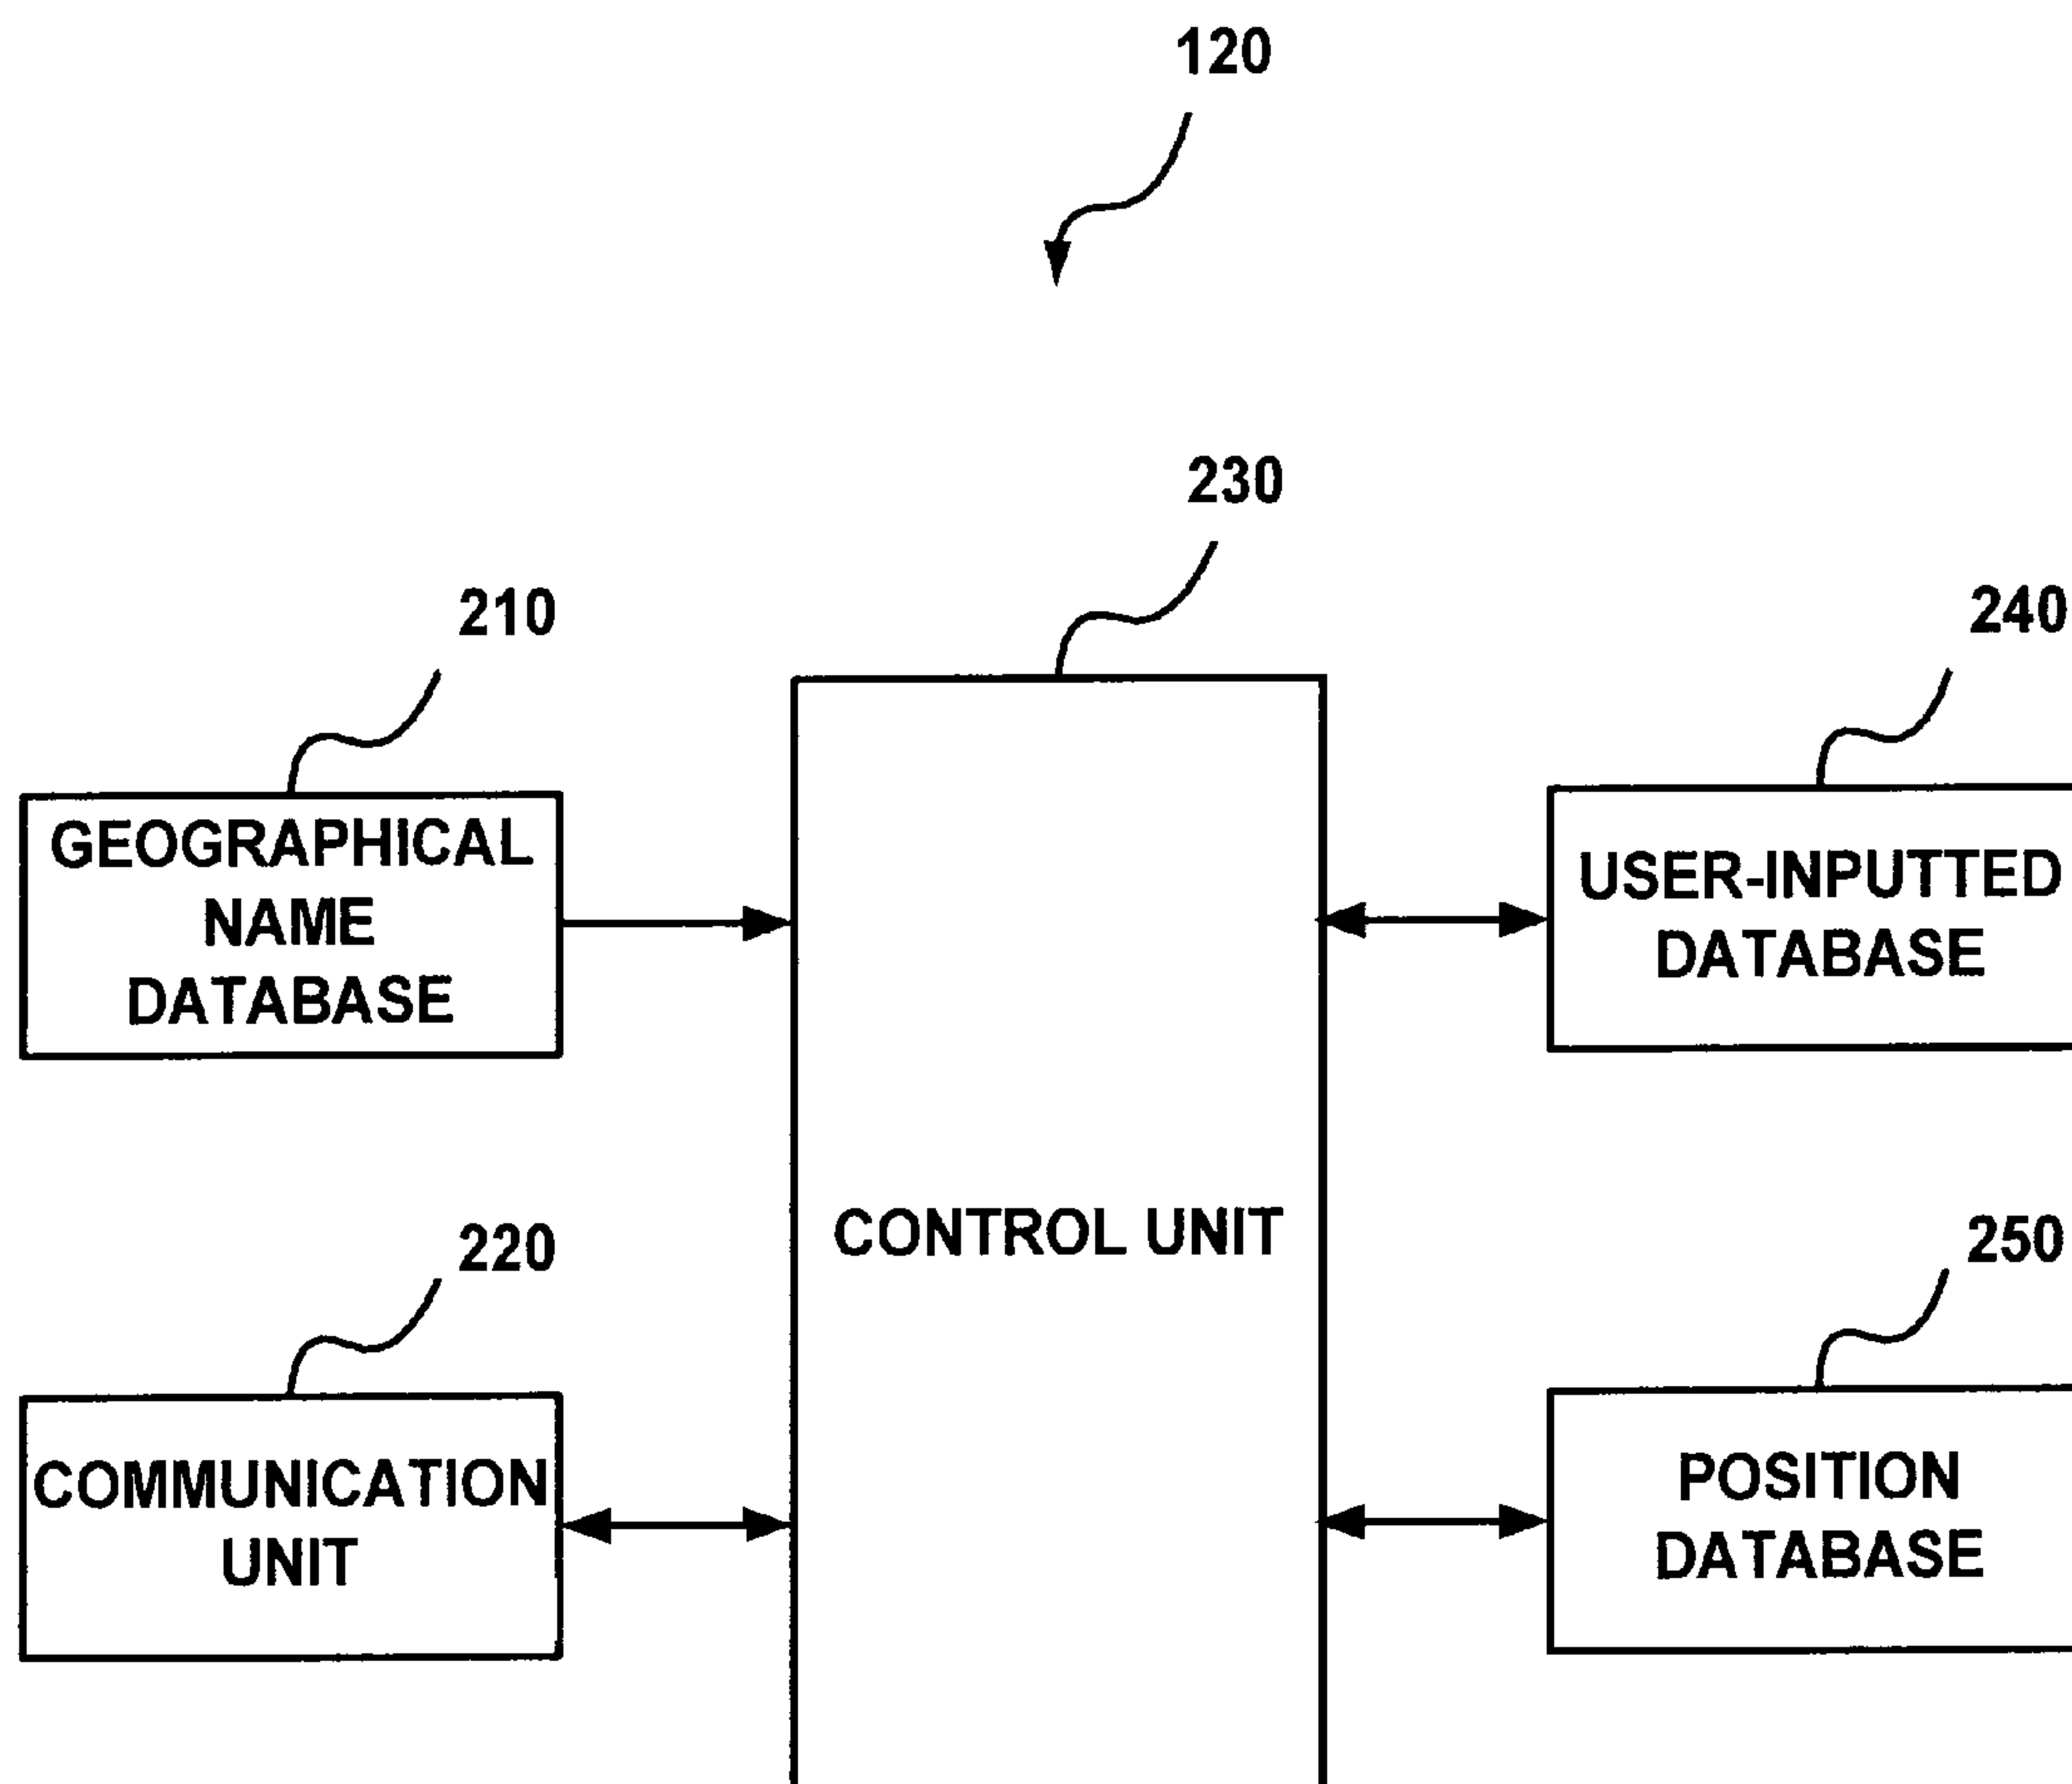 120
230
210
240
GEOGRAPHICAL
NAME
DATABASE
USER-INPUTTED
DATABASE
CONTROL UNIT
220
250
COMMUNICATION
UNIT
POSITION
DATABASE